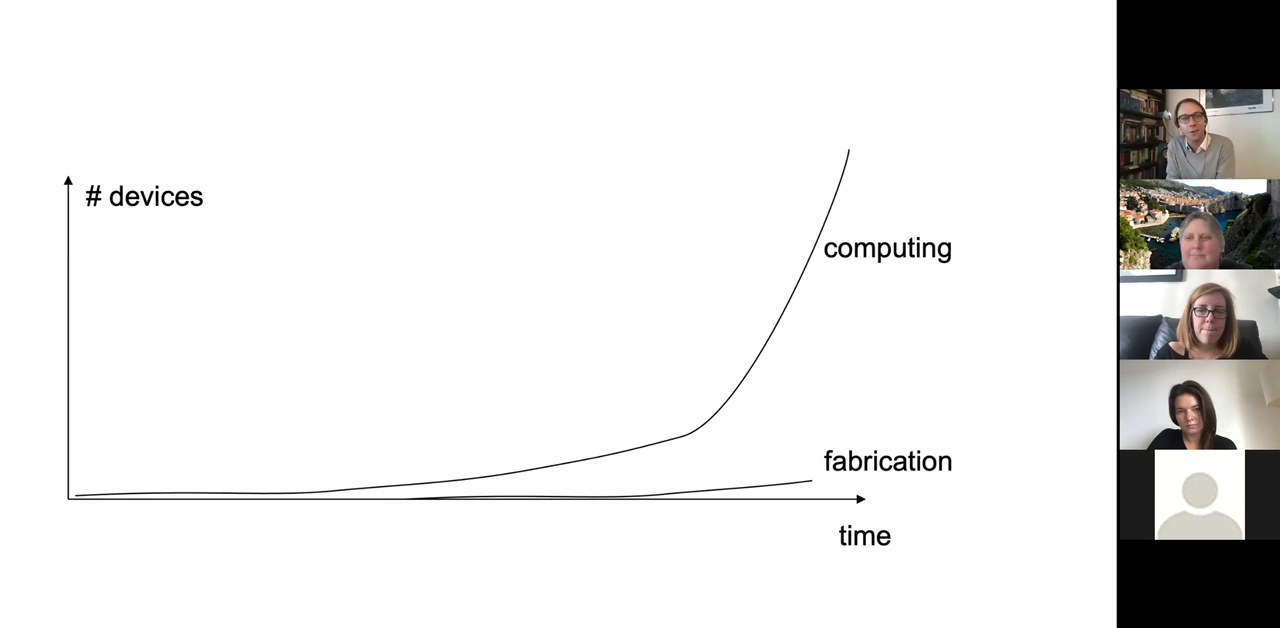 # devices
computing
fabrication
time